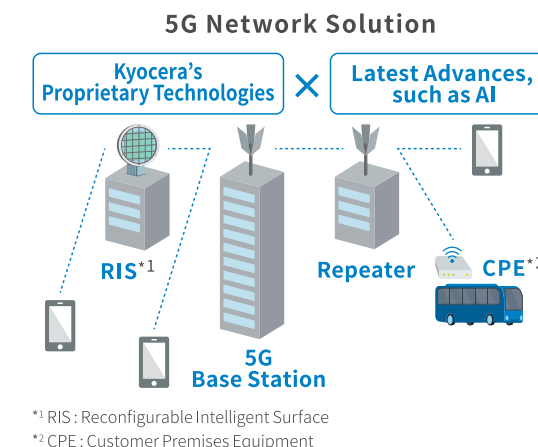 5G Network Solution
Kyocera's
Proprietary Technologies
×
Latest Advances,
such as AI
RIS*1
Repeater
CPE*2
5G
Base Station
*1 RIS : Reconfigurable Intelligent Surface
*2 CPE : Customer Premises Equipment